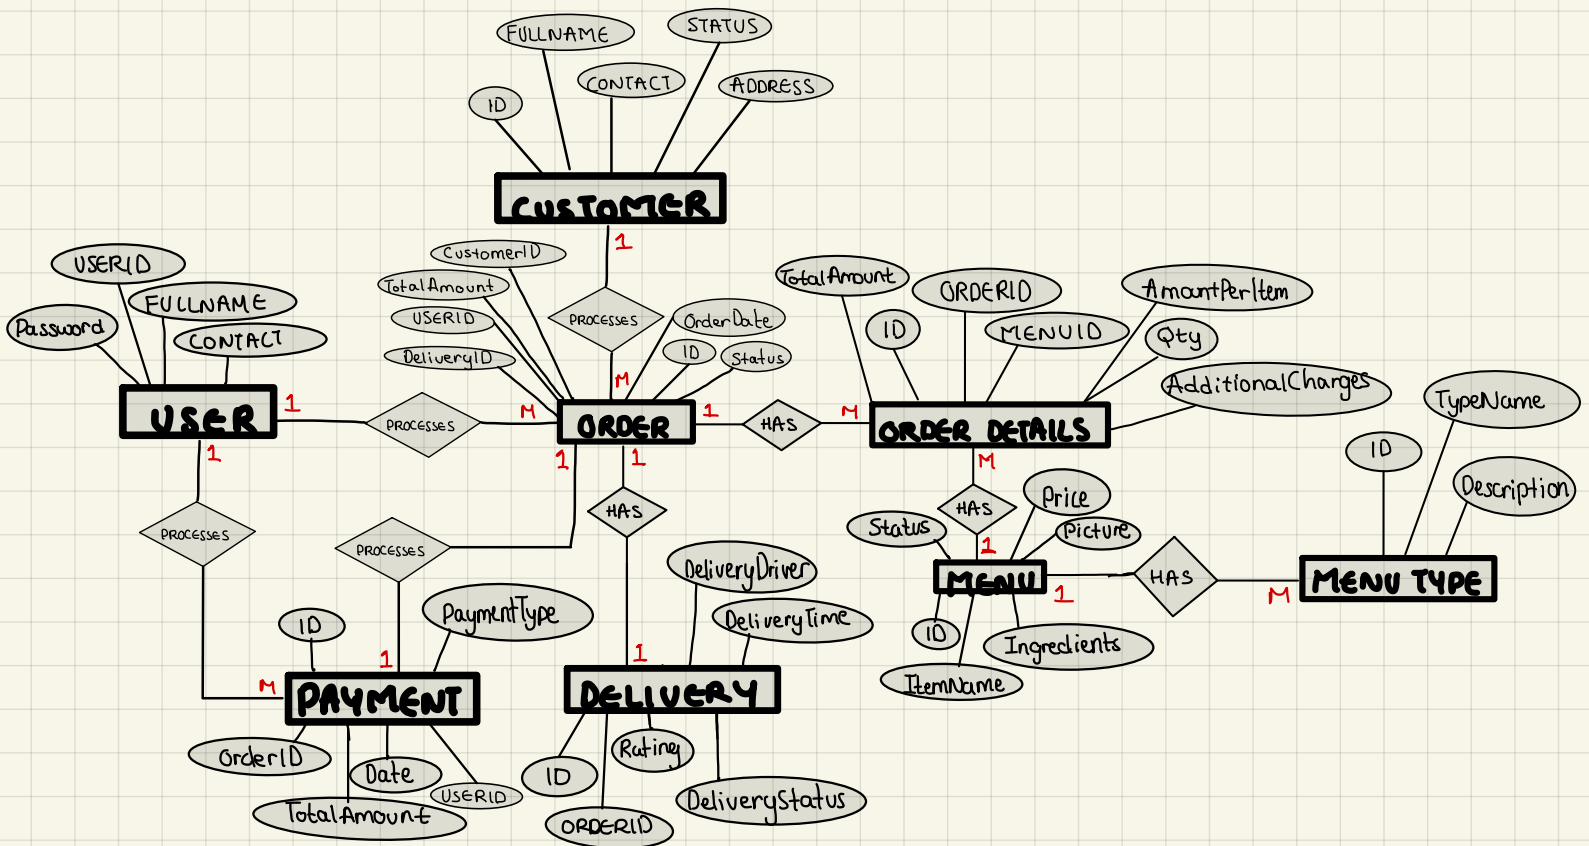 FULLNAME
STATUS
CONTACT
ADDRESS
ID
CUSTOMER
1
CustomerID
TotalAmount
USERID
DeliveryID
PROCESSES
OrderDate
ID
Status
M
USERID
FULLNAME
Password
CONTACT
USER
1
PROCESSES
M
ORDER
1
HAS
M
TotalAmount
ORDERID
AmountPerItem
ID
MENUID
Qty
AdditionalCharges
ORDER DETAILS
TypeName
ID
Description
1
PROCESSES
1
PROCESSES
1
HAS
M
HAS
Price
Status
Picture
1
MENU
1
HAS
M
MENU TYPE
ID
Ingredients
ItemName
DeliveryDriver
DeliveryTime
PaymentType
ID
1
1
M
PAYMENT
DELIVERY
OrderID
Date
USERID
TotalAmount
Rating
ID
DeliveryStatus
ORDERID